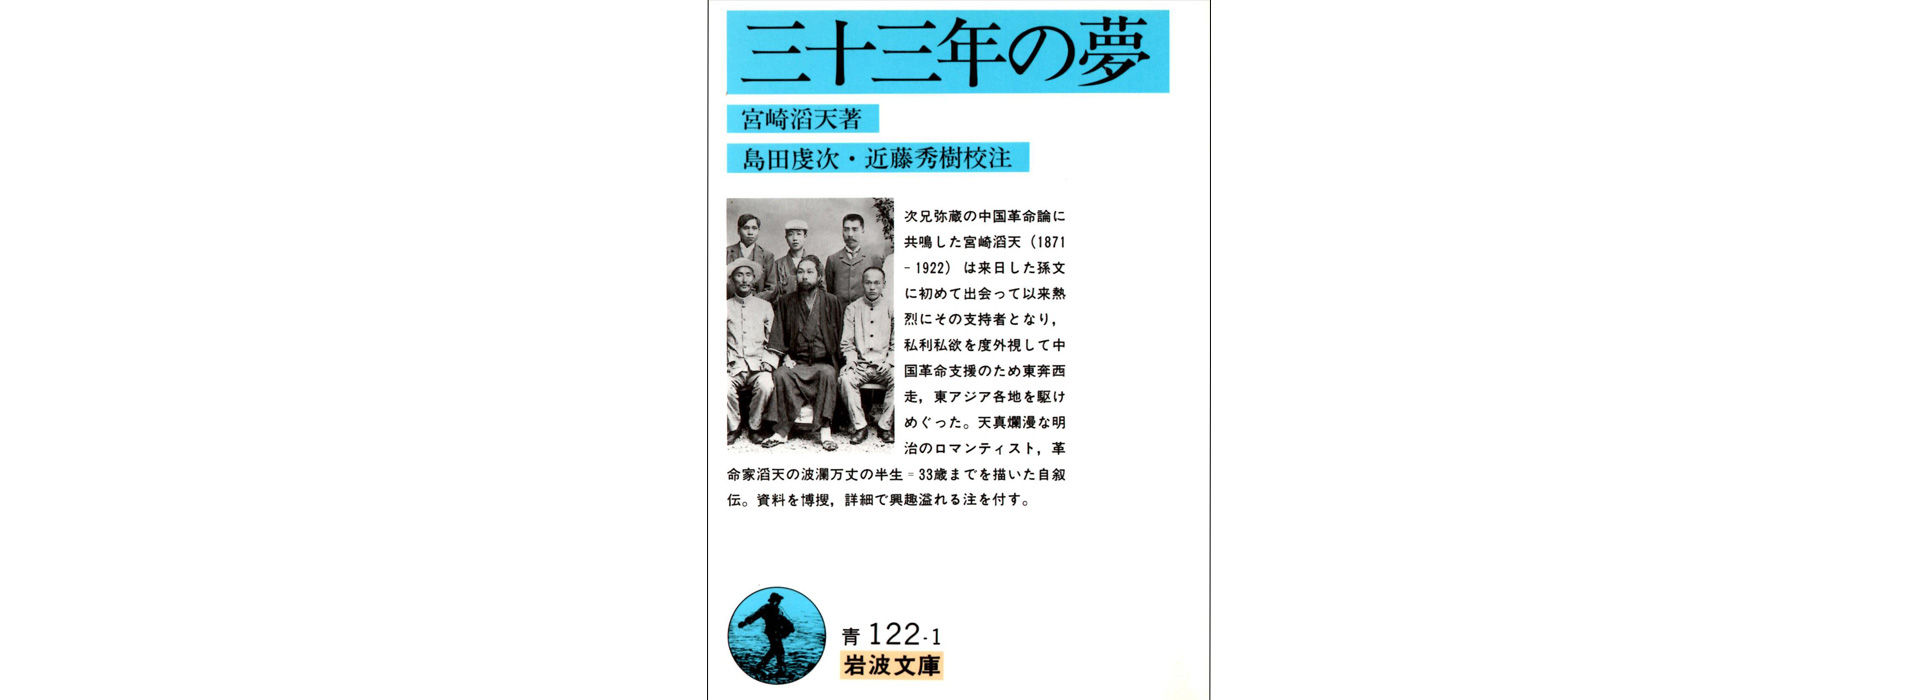 三十三年の夢
宮崎滔天著
島田虔次・近藤秀樹校注
次兄弥蔵の中国革命論に
共鳴した宮崎滔天（1871
-1922）は来日した孫文
に初めて出会って以来熱
烈にその支持者となり，
私利私欲を度外視して中
国革命支援のため東奔西
走，東アジア各地を駆け
めぐった。天真爛漫な明
治のロマンティスト，革
命家滔天の波瀾万丈の半生=33歳までを描いた自叙
伝。資料を博捜，詳細で興趣溢れる注を付す。
青 122-1
岩波文庫